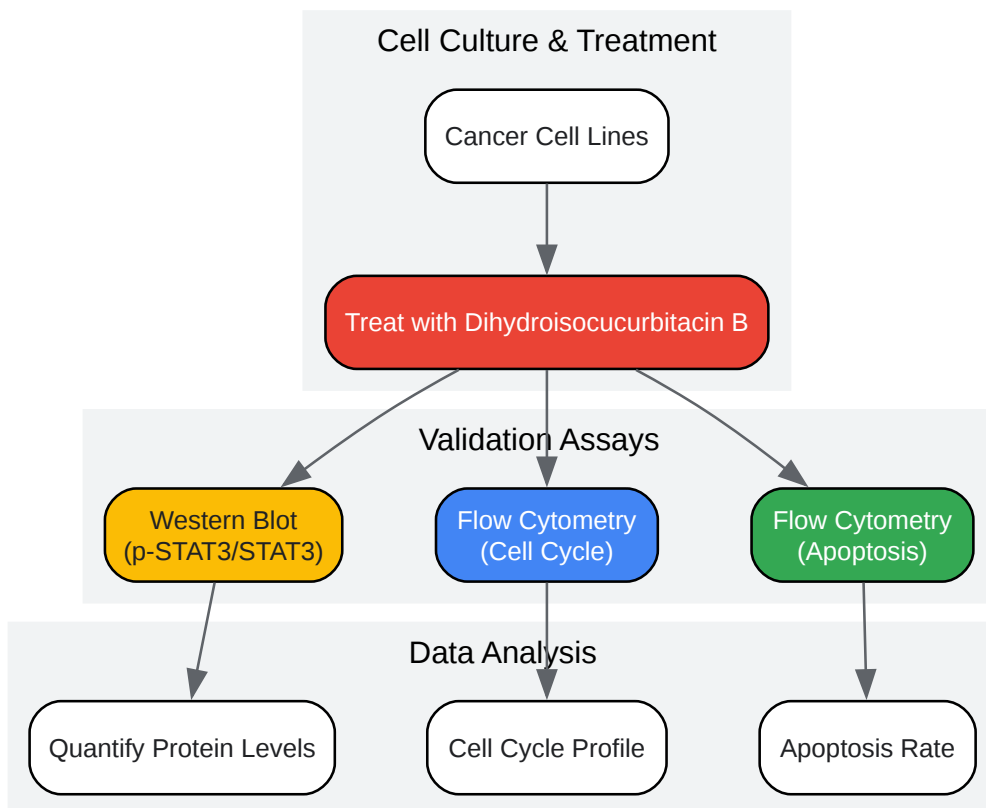 Cell Culture & Treatment
Cancer Cell Lines
Treat with Dihydroisocucurbitacin B
Validation Assays
Western Blot
(p-STAT3/STAT3)
Flow Cytometry
(Cell Cycle)
Flow Cytometry
(Apoptosis)
Data Analysis
Quantify Protein Levels
Cell Cycle Profile
Apoptosis Rate